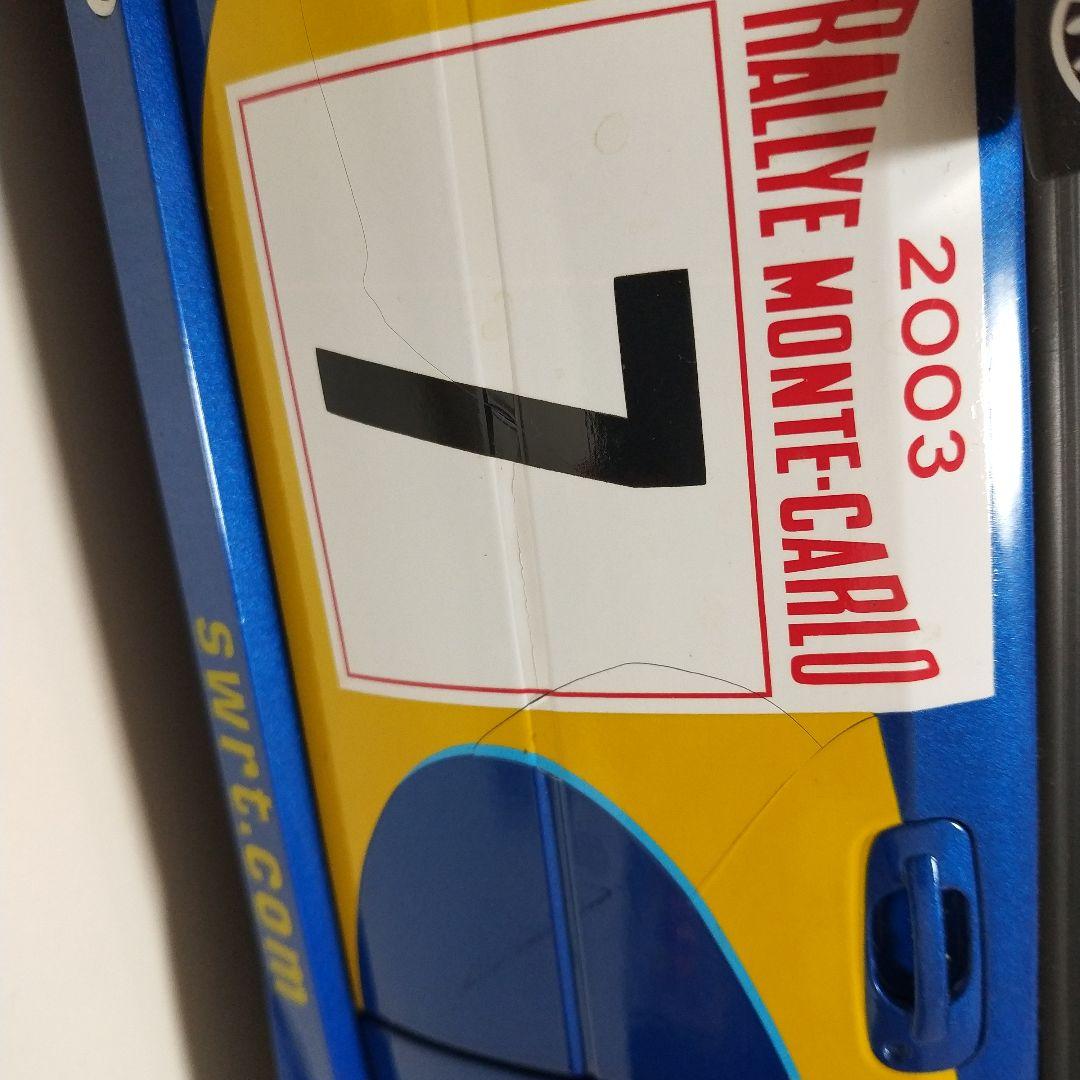 2003
RALLYE MONTE-CARLO
7
swrt.com